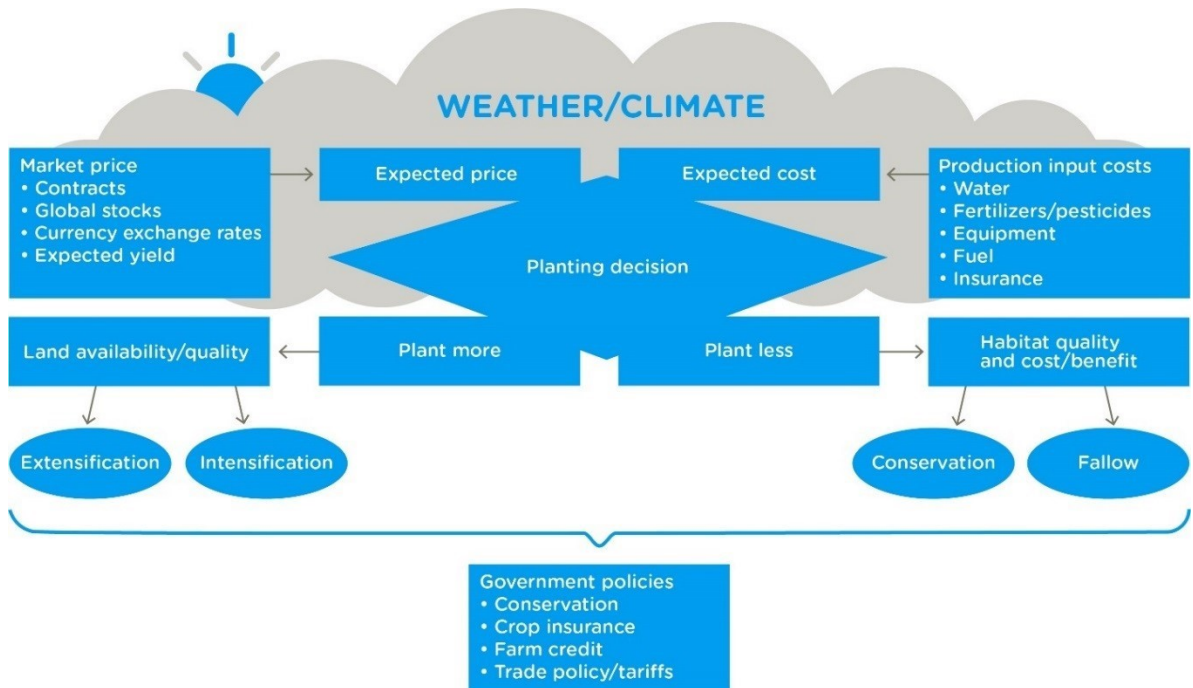 WEATHER/CLIMATE
Market price
• Contracts
• Global stocks
• Currency exchange rates
• Expected yield
Expected price
Expected cost
Production input costs
• Water
• Fertilizers/pesticides
• Equipment
• Fuel
• Insurance
Planting decision
Land availability/quality
Plant more
Plant less
Habitat quality
and cost/benefit
Extensification
Intensification
Conservation
Fallow
Government policies
• Conservation
• Crop insurance
• Farm credit
• Trade policy/tariffs